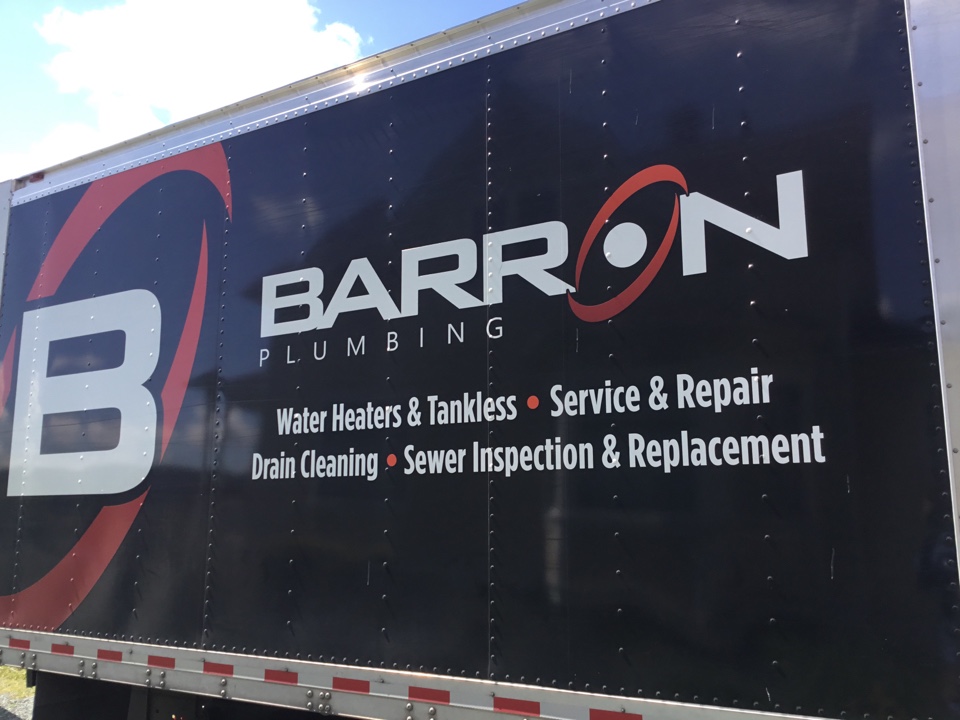 B
BARRON
PLUMBING
Water Heaters & Tankless • Service & Repair
Drain Cleaning • Sewer Inspection & Replacement